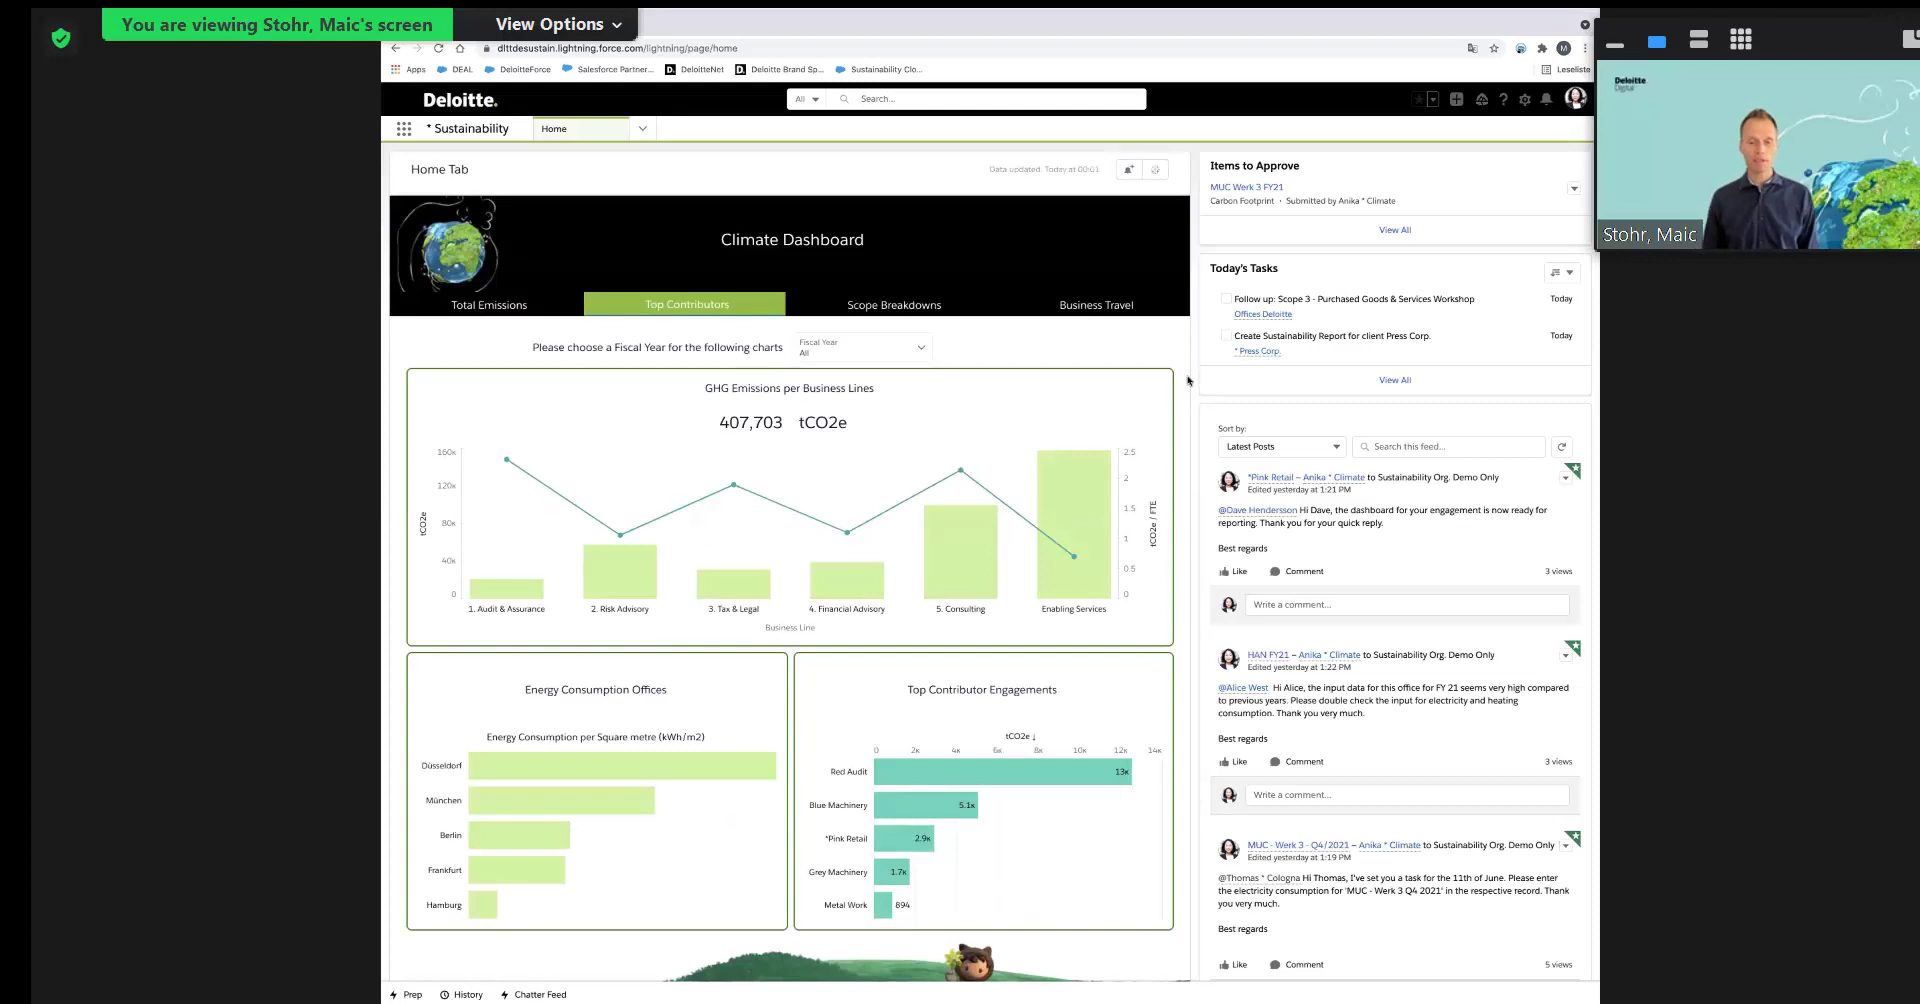 You are viewing Stohr, Maic's screen
View Options
dlttdesustain.lightning.force.com/lightning/page/home
Apps
DEAL
DeloitteForce
Salesforce Partner...
DeloitteNet
Deloitte Brand Sp...
Sustainability Clo...
Leseliste
Deloitte.
All
Search...
* Sustainability
Home
Home Tab
Data updated: Today at 00:01
Climate Dashboard
Total Emissions
Top Contributors
Scope Breakdowns
Business Travel
Please choose a Fiscal Year for the following charts
Fiscal Year
All
GHG Emissions per Business Lines
407,703 tCO2e
160K
120K
80K
40K
0
tCO2e
2.5
2
1.5
1
0.5
0
tCO2e / FTE
1. Audit & Assurance
2. Risk Advisory
3. Tax & Legal
4. Financial Advisory
5. Consulting
Enabling Services
Business Line
Energy Consumption Offices
Energy Consumption per Square metre (kWh/m2)
Düsseldorf
München
Berlin
Frankfurt
Hamburg
Top Contributor Engagements
tCO2e ↓
0 2K 4K 6K 8K 10K 12K 14K
Red Audit 13K
Blue Machinery 5.1K
*Pink Retail 2.9K
Grey Machinery 1.7K
Metal Work 894
Items to Approve
MUC Werk 3 FY21
Carbon Footprint • Submitted by Anika * Climate
View All
Today's Tasks
Follow up: Scope 3 - Purchased Goods & Services Workshop Today
Offices Deloitte
Create Sustainability Report for client Press Corp. Today
* Press Corp.
View All
Sort by:
Latest Posts
Search this feed...
*Pink Retail – Anika * Climate to Sustainability Org. Demo Only
Edited yesterday at 1:21 PM
@Dave Hendersson Hi Dave, the dashboard for your engagement is now ready for
reporting. Thank you for your quick reply.
Best regards
Like Comment 3 views
Write a comment...
HAN FY21 – Anika * Climate to Sustainability Org. Demo Only
Edited yesterday at 1:22 PM
@Alice West Hi Alice, the input data for this office for FY 21 seems very high compared
to previous years. Please double check the input for electricity and heating
consumption. Thank you very much.
Best regards
Like Comment 3 views
Write a comment...
MUC - Werk 3 - Q4/2021 – Anika * Climate to Sustainability Org. Demo Only
Edited yesterday at 1:19 PM
@Thomas * Cologna Hi Thomas, I've set you a task for the 11th of June. Please enter
the electricity consumption for 'MUC - Werk 3 Q4 2021' in the respective record. Thank
you very much.
Best regards
Like Comment 5 views
Prep
History
Chatter Feed
Deloitte
Digital
Stohr, Maic
M